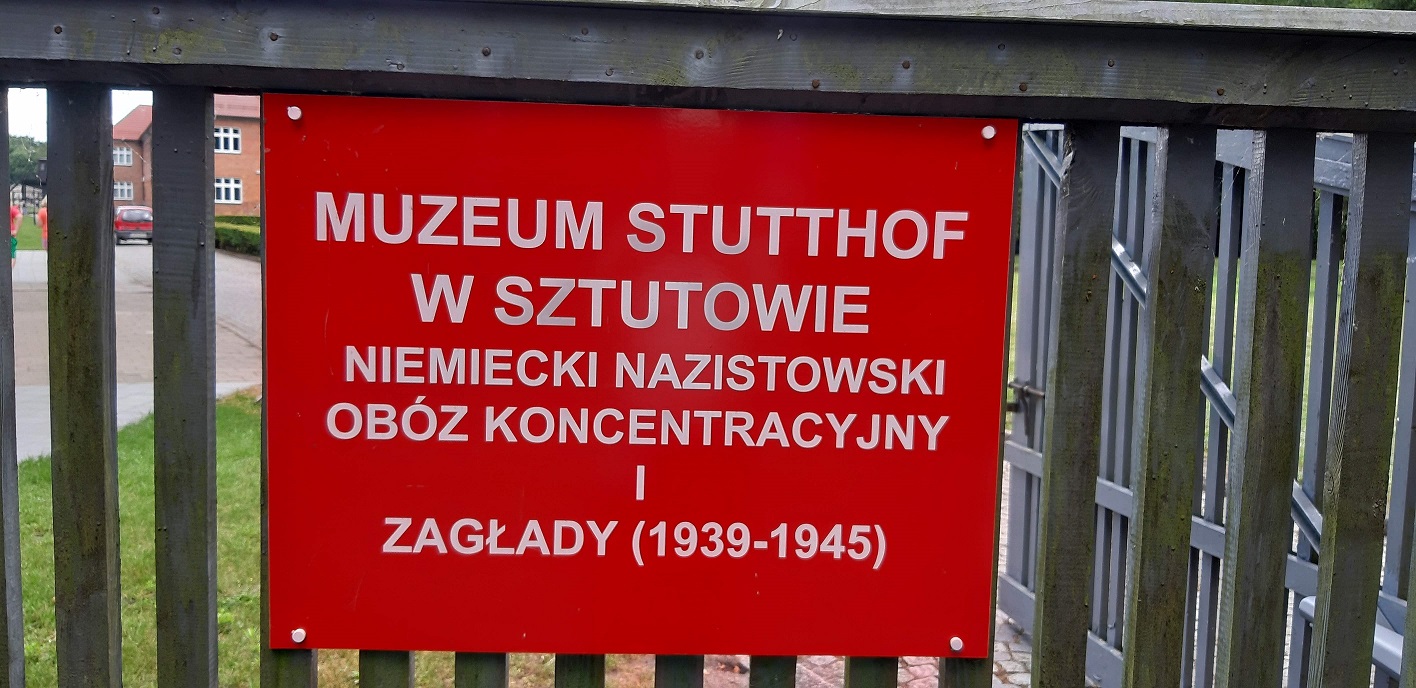 MUZEUM STUTTHOF
W SZTUTOWIE
NIEMIECKI NAZISTOWSKI
OBÓZ KONCENTRACYJNY
I
ZAGŁADY (1939-1945)